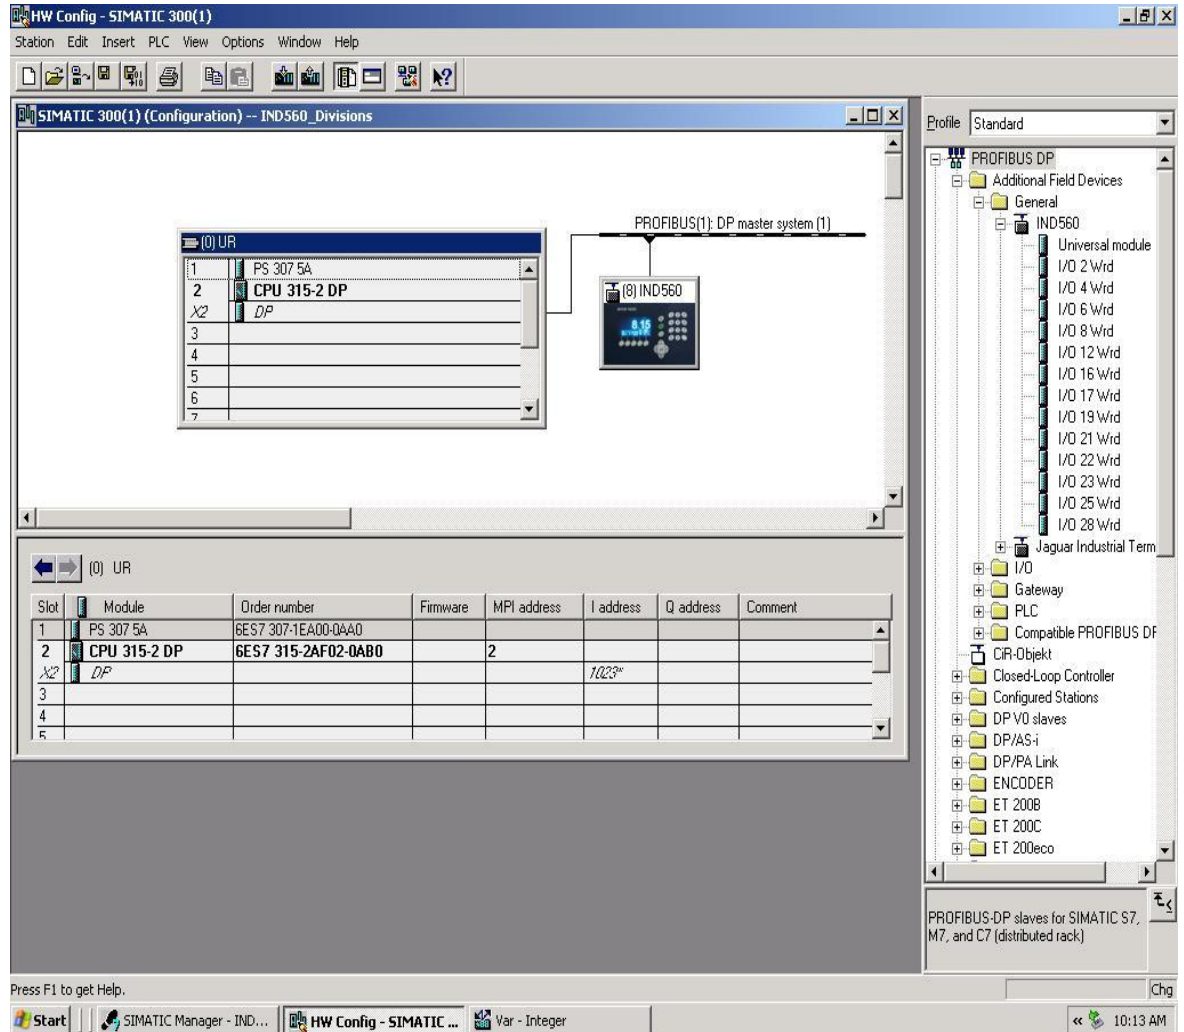 HW Config - SIMATIC 300(1)
Station Edit Insert PLC View Options Window Help
SIMATIC 300(1) (Configuration) -- IND560_Divisions
(0) UR
1 PS 307 5A
2 CPU 315-2 DP
X2 DP
3
4
5
6
7
PROFIBUS(1): DP master system (1)
(8) IND560
8.15
(0) UR
Slot Module Order number Firmware MPI address I address Q address Comment
1 PS 307 5A 6ES7 307-1EA00-0AA0
2 CPU 315-2 DP 6ES7 315-2AF02-0AB0 2
X2 DP 1023*
3
4
5
Profile Standard
PROFIBUS DP
Additional Field Devices
General
IND560
Universal module
I/O 2 Wrd
I/O 4 Wrd
I/O 6 Wrd
I/O 8 Wrd
I/O 12 Wrd
I/O 16 Wrd
I/O 17 Wrd
I/O 19 Wrd
I/O 21 Wrd
I/O 22 Wrd
I/O 23 Wrd
I/O 25 Wrd
I/O 28 Wrd
Jaguar Industrial Term
I/O
Gateway
PLC
Compatible PROFIBUS DP
CiR-Objekt
Closed-Loop Controller
Configured Stations
DP V0 slaves
DP/AS-i
DP/PA Link
ENCODER
ET 200B
ET 200C
ET 200eco
PROFIBUS-DP slaves for SIMATIC S7,
M7, and C7 (distributed rack)
Press F1 to get Help.
Chg
Start SIMATIC Manager - IND... HW Config - SIMATIC ... Var - Integer « 10:13 AM